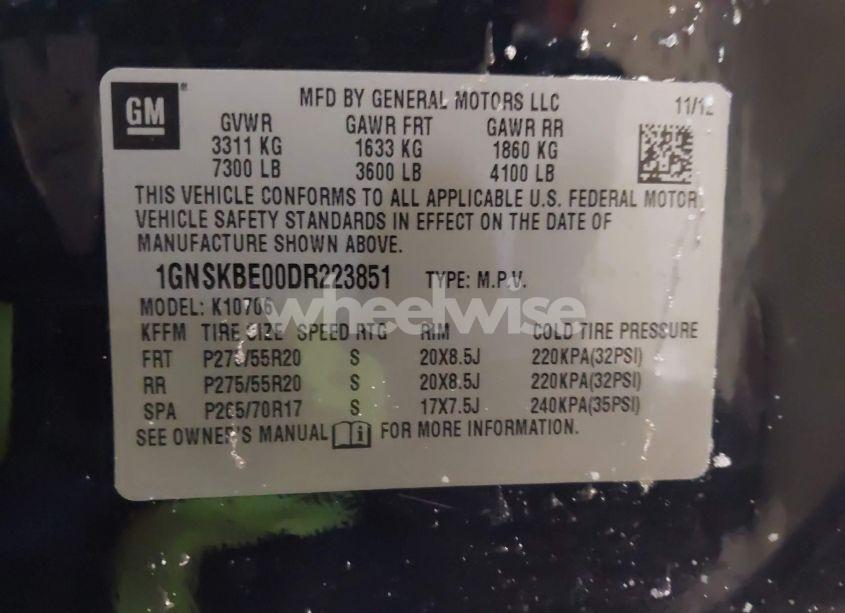 GM
MFD BY GENERAL MOTORS LLC 11/12
GVWR GAWR FRT GAWR RR
3311 KG 1633 KG 1860 KG
7300 LB 3600 LB 4100 LB
THIS VEHICLE CONFORMS TO ALL APPLICABLE U.S. FEDERAL MOTOR
VEHICLE SAFETY STANDARDS IN EFFECT ON THE DATE OF
MANUFACTURE SHOWN ABOVE.
1GNSKBE00DR223851 TYPE: M.P.V.
MODEL: K10706
wheelwise
KFFM TIRE SIZE SPEED RTG RIM COLD TIRE PRESSURE
FRT P275/55R20 S 20X8.5J 220KPA(32PSI)
RR P275/55R20 S 20X8.5J 220KPA(32PSI)
SPA P265/70R17 S 17X7.5J 240KPA(35PSI)
SEE OWNER'S MANUAL FOR MORE INFORMATION.